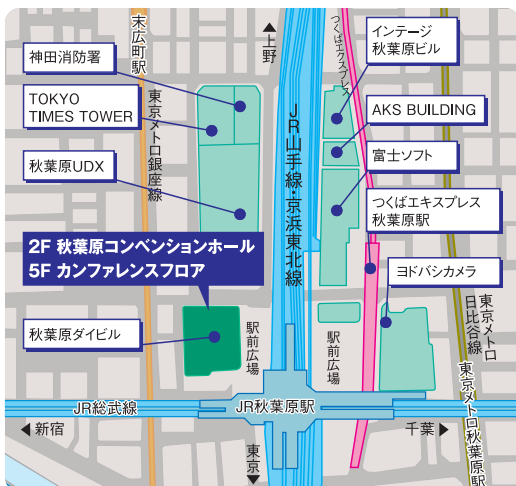 末広町駅
神田消防署
TOKYO
TIMES TOWER
秋葉原UDX
2F 秋葉原コンベンションホール
5F カンファレンスフロア
秋葉原ダイビル
東京メトロ銀座線
上野
JR山手線・京浜東北線
つくばエクスプレス
インテージ
秋葉原ビル
AKS BUILDING
富士ソフト
つくばエキスプレス
秋葉原駅
ヨドバシカメラ
東京メトロ
日比谷線
東京メトロ秋葉原駅
駅前広場
駅前広場
JR総武線
JR秋葉原駅
新宿
千葉
東京